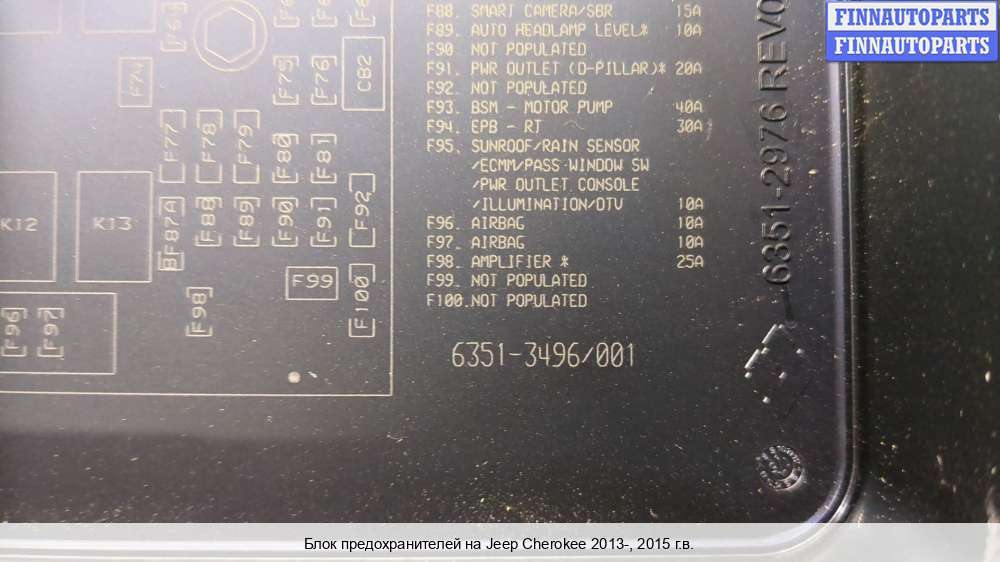 FINNAUTOPARTS
FINNAUTOPARTS
F88. SMART CAMERA/SBR 15A
F89. AUTO HEADLAMP LEVEL* 10A
F90. NOT POPULATED
F91. PWR OUTLET (D-PILLAR)* 20A
F92. NOT POPULATED
F93. BSM - MOTOR PUMP 40A
F94. EPB - RT 30A
F95. SUNROOF/RAIN SENSOR
/ECMM/PASS WINDOW SW
/PWR OUTLET CONSOLE
/ILLUMINATION/DTV 10A
F96. AIRBAG 10A
F97. AIRBAG 10A
F98. AMPLIFIER * 25A
F99. NOT POPULATED
F100.NOT POPULATED
6351-3496/001
6351-2976 REV
F74
F75
F76
CB2
F77
F78
F79
F80
F81
K12
K13
BF87A
F88
F89
F90
F91
F92
F96
F97
F98
F99
F100
Блок предохранителей на Jeep Cherokee 2013-, 2015 г.в.